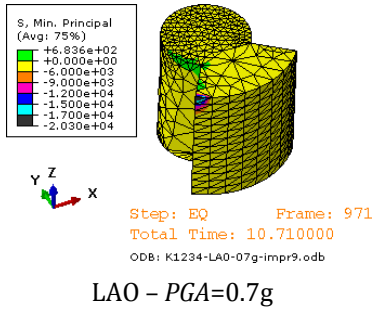 S, Min. Principal
(Avg: 75%)
+6.836e+02
+0.000e+00
-6.000e+03
-9.000e+03
-1.200e+04
-1.500e+04
-1.700e+04
-2.030e+04
Y Z X
Step: EQ Frame: 971
Total Time: 10.710000
ODB: K1234-LA0-07g-impr9.odb
LAO – PGA=0.7g